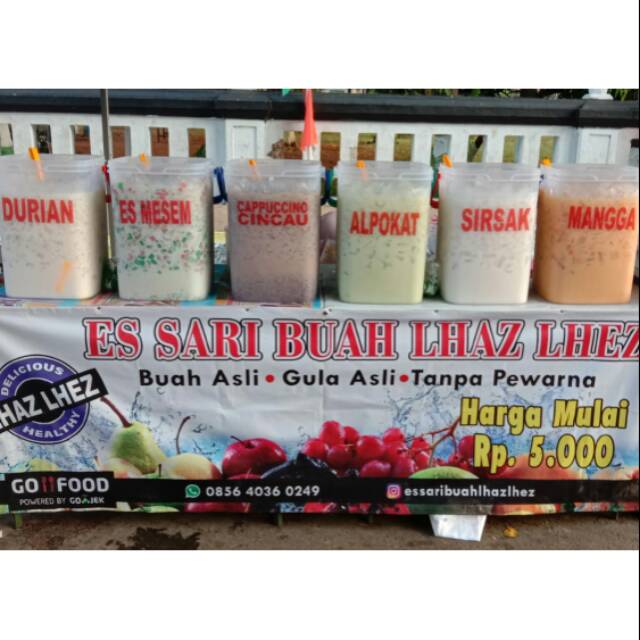 DURIAN
ES MESEM
CAPPUCCINO
CINCAU
ALPOKAT
SIRSAK
MANGGA
ES SARI BUAH LHAZ LHEZ
Buah Asli • Gula Asli • Tanpa Pewarna
DELICIOUS
HAZ LHEZ
HEALTHY
Harga Mulai
Rp. 5.000
GO FOOD
POWERED BY GOJEK
0856 4036 0249
essaribuahlhazlhez